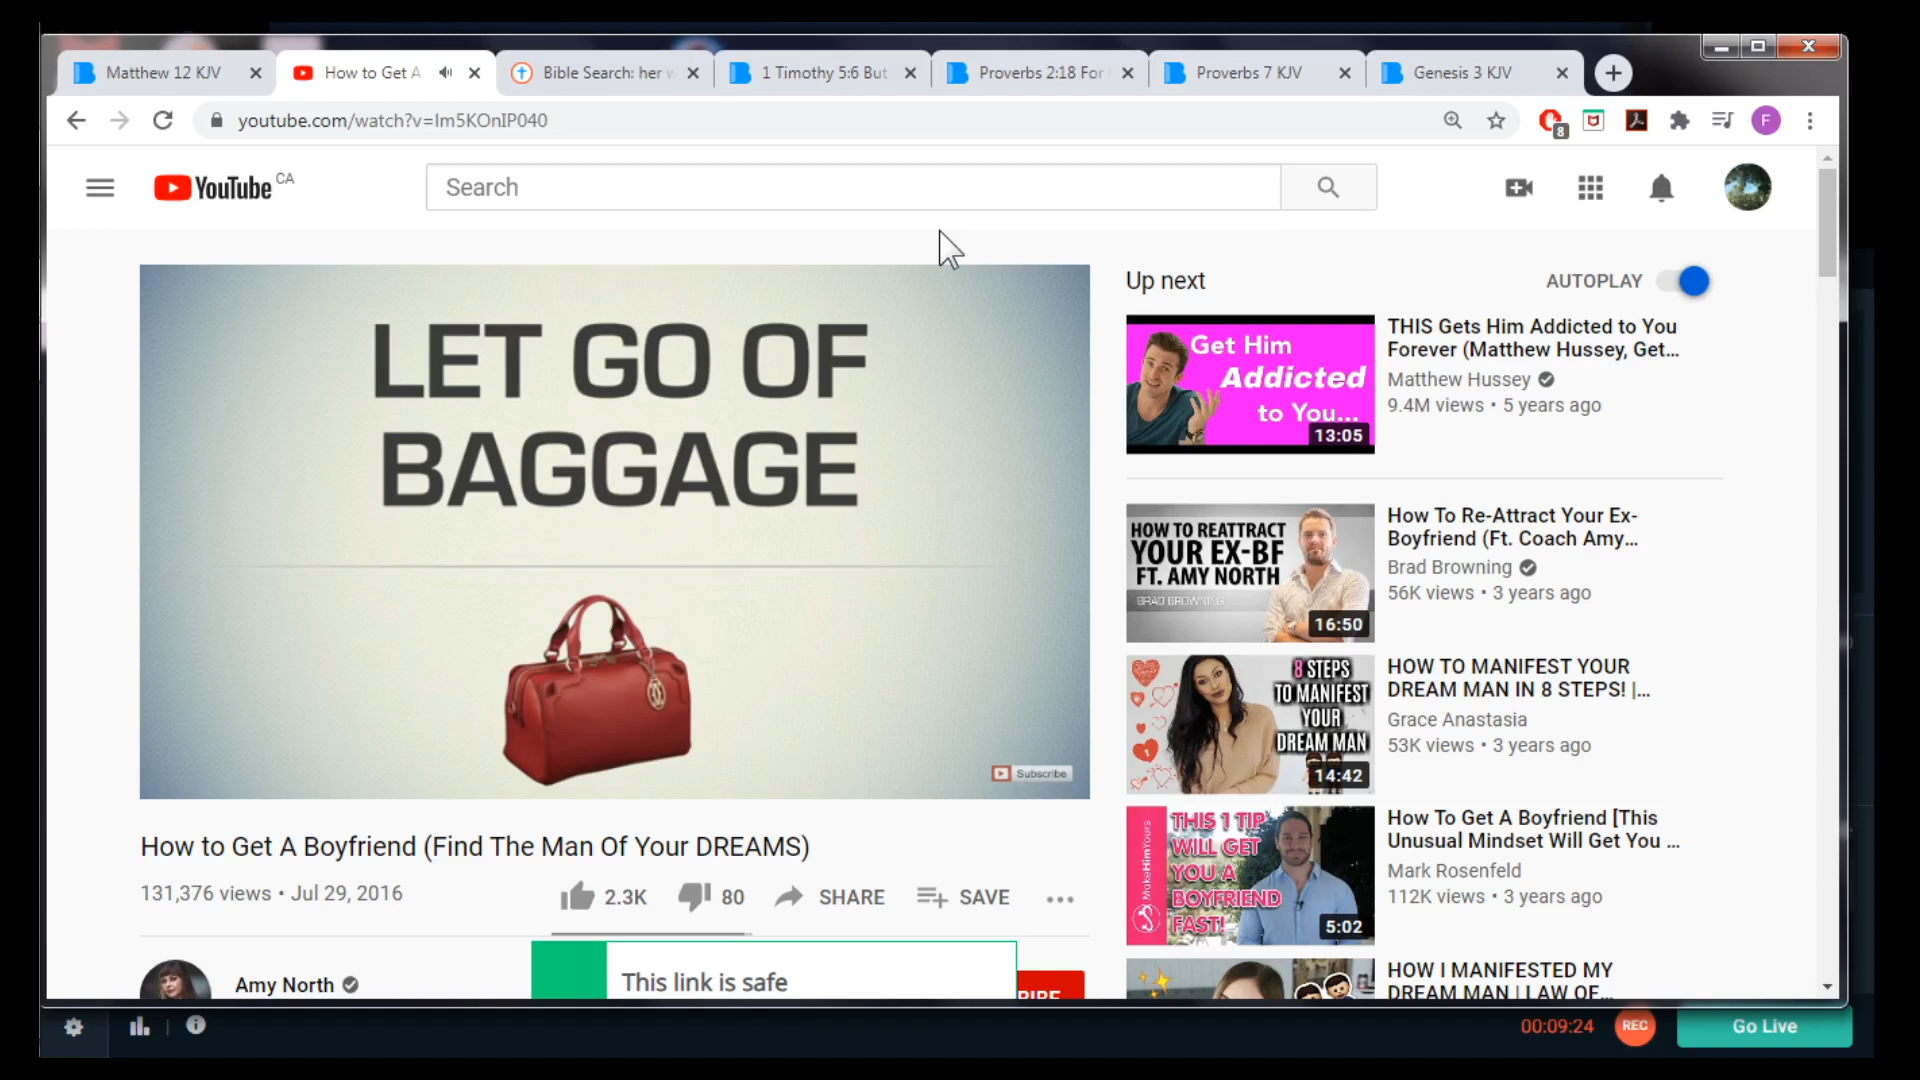 Matthew 12 KJV
How to Get A
Bible Search: her w
1 Timothy 5:6 But
Proverbs 2:18 For
Proverbs 7 KJV
Genesis 3 KJV
youtube.com/watch?v=Im5KOnIP040
8
F
YouTube CA
Search
LET GO OF
BAGGAGE
Subscribe
Up next
AUTOPLAY
Get Him
Addicted
to You...
13:05
THIS Gets Him Addicted to You
Forever (Matthew Hussey, Get...
Matthew Hussey
9.4M views • 5 years ago
HOW TO REATTRACT
YOUR EX-BF
FT. AMY NORTH
BRAD BROWNING
16:50
How To Re-Attract Your Ex-
Boyfriend (Ft. Coach Amy...
Brad Browning
56K views • 3 years ago
8 STEPS
TO MANIFEST
YOUR
DREAM MAN
14:42
HOW TO MANIFEST YOUR
DREAM MAN IN 8 STEPS! |...
Grace Anastasia
53K views • 3 years ago
MakeHimYours
THIS 1 TIP
WILL GET
YOU A
BOYFRIEND
FAST!
5:02
How To Get A Boyfriend [This
Unusual Mindset Will Get You ...
Mark Rosenfeld
112K views • 3 years ago
HOW I MANIFESTED MY
DREAM MAN | LAW OF...
How to Get A Boyfriend (Find The Man Of Your DREAMS)
131,376 views • Jul 29, 2016
2.3K
80
SHARE
SAVE
Amy North
This link is safe
RIBE
00:09:24
REC
Go Live